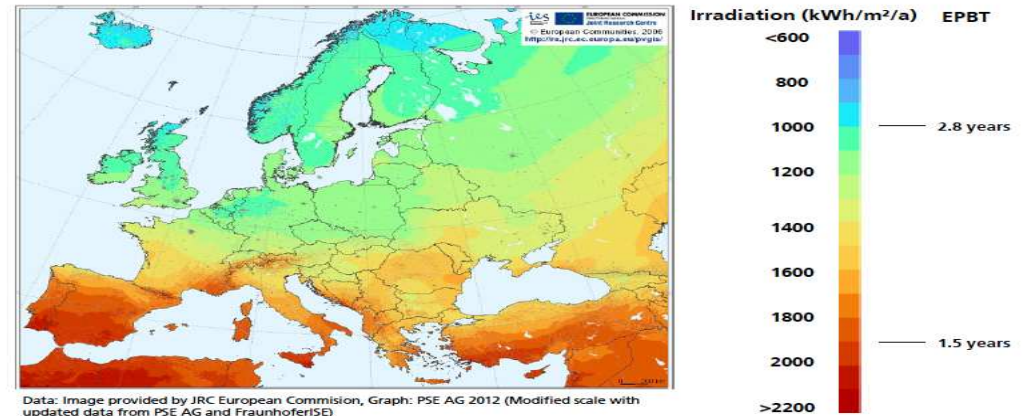 ies EUROPEAN COMMISSION
Joint Research Centre
© European Communities, 2006
http://re.jrc.ec.europa.eu/pvgis/
Irradiation (kWh/m²/a) EPBT
<600
800
1000 2.8 years
1200
1400
1600
1800
1.5 years
2000
>2200
Data: Image provided by JRC European Commision, Graph: PSE AG 2012 (Modified scale with
updated data from PSE AG and FraunhoferISE)